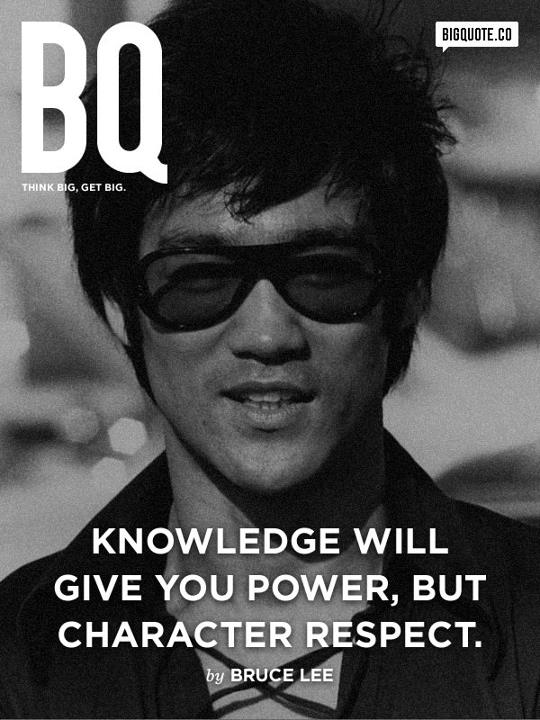 BQ
BIGQUOTE.CO
THINK BIG, GET BIG.
KNOWLEDGE WILL
GIVE YOU POWER, BUT
CHARACTER RESPECT.
by BRUCE LEE